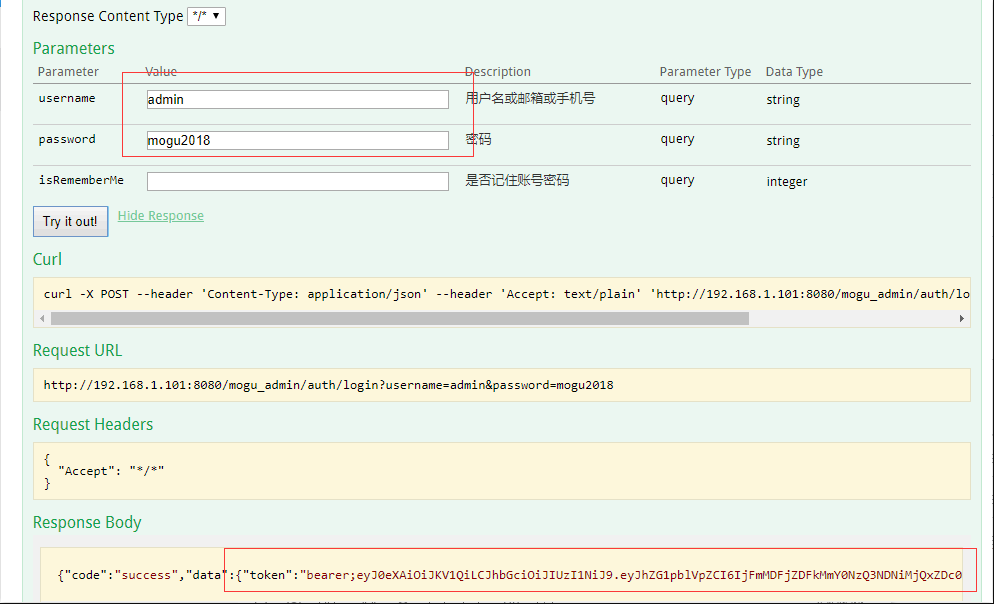 Response Content Type */* ▼
Parameters
Parameter Value Description Parameter Type Data Type
username admin 用户名或邮箱或手机号 query string
password mogu2018 密码 query string
isRememberMe 是否记住账号密码 query integer
Try it out! Hide Response
Curl
curl -X POST --header 'Content-Type: application/json' --header 'Accept: text/plain' 'http://192.168.1.101:8080/mogu_admin/auth/lo
Request URL
http://192.168.1.101:8080/mogu_admin/auth/login?username=admin&password=mogu2018
Request Headers
{
"Accept": "*/*"
}
Response Body
{"code":"success","data":{"token":"bearer;eyJ0eXAiOiJKV1QiLCJhbGciOiJIUzI1NiJ9.eyJhZG1pblVpZCI6IjFmMDFjZDFkMmY0NzQ3NDNiMjQxZDc0